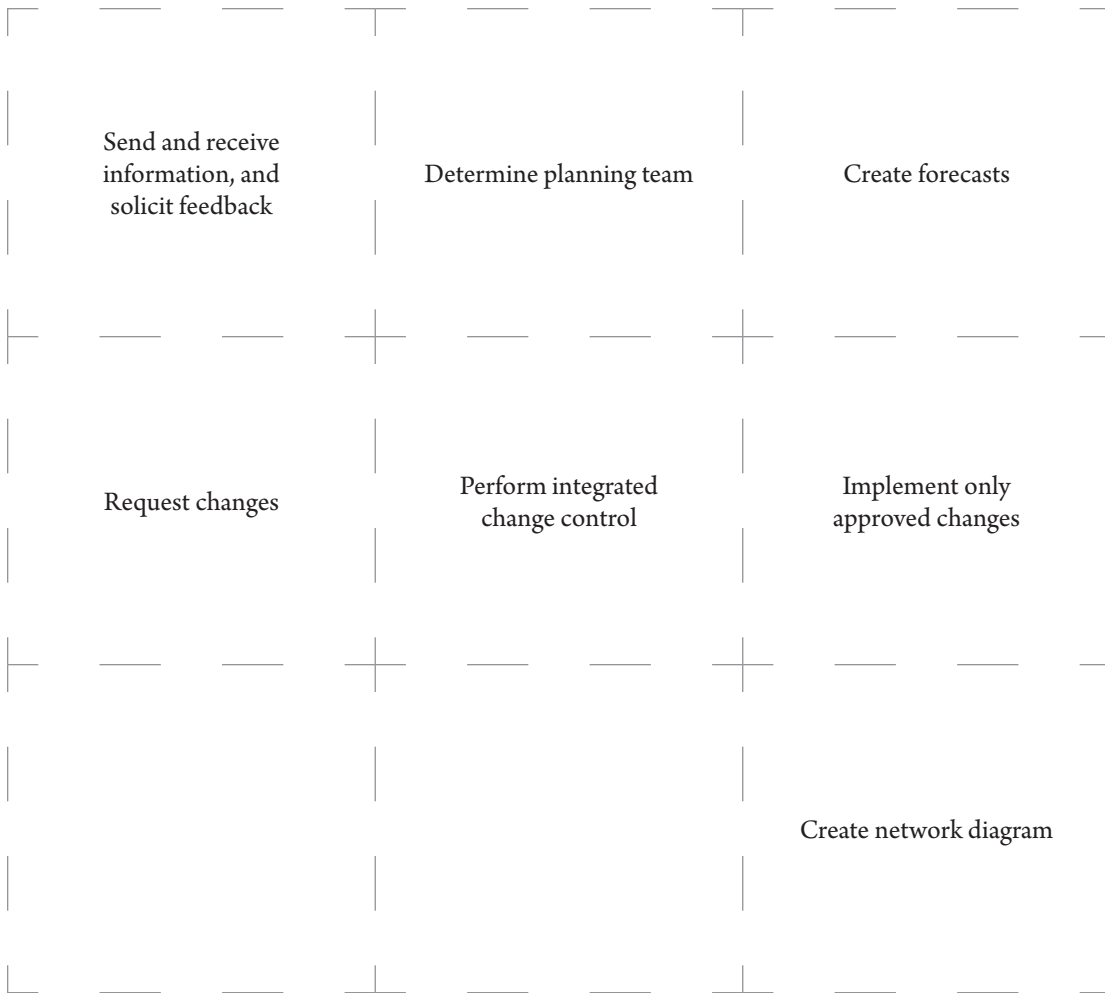 Send and receive
information, and
solicit feedback
Determine planning team
Create forecasts
Request changes
Perform integrated
change control
Implement only
approved changes
Create network diagram